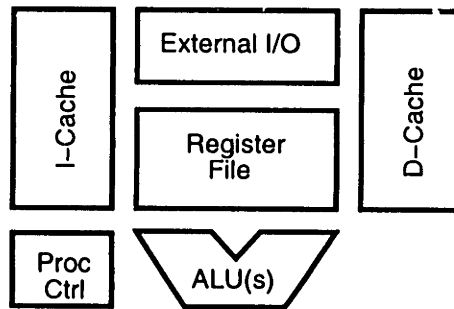 I-Cache
External I/O
D-Cache
Register
File
Proc
Ctrl
ALU(s)